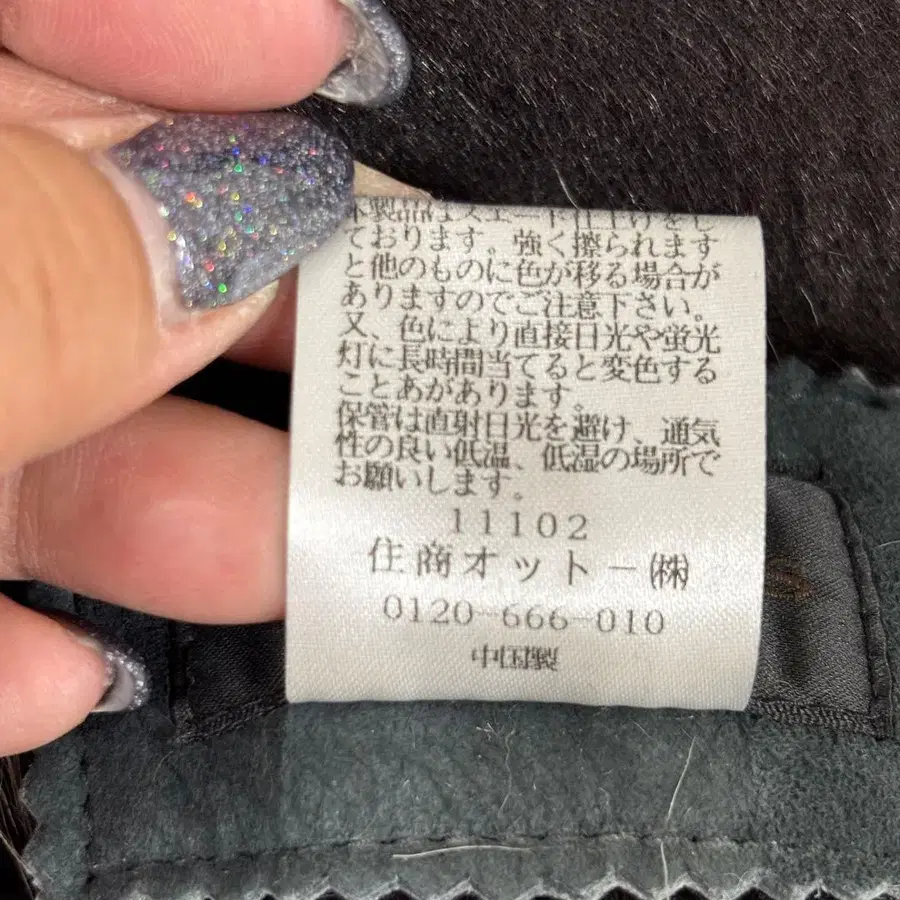 本製品はスエード仕上げをし
ております。強く擦られます
と他のものに色が移る場合が
ありますのでご注意下さい。
又、色により直接日光や蛍光
灯に長時間当てると変色する
ことあがあります。
保管は直射日光を避け、通気
性の良い低温、低湿の場所で
お願いします。
11102
住商オットー㈱
0120-666-010
中国製